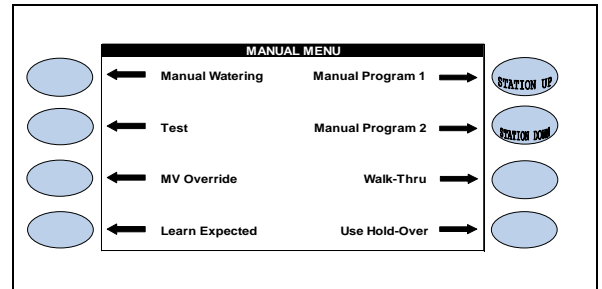 MANUAL MENU
Manual Watering Manual Program 1 STATION UP
Test Manual Program 2 STATION DOWN
MV Override Walk-Thru
Learn Expected Use Hold-Over